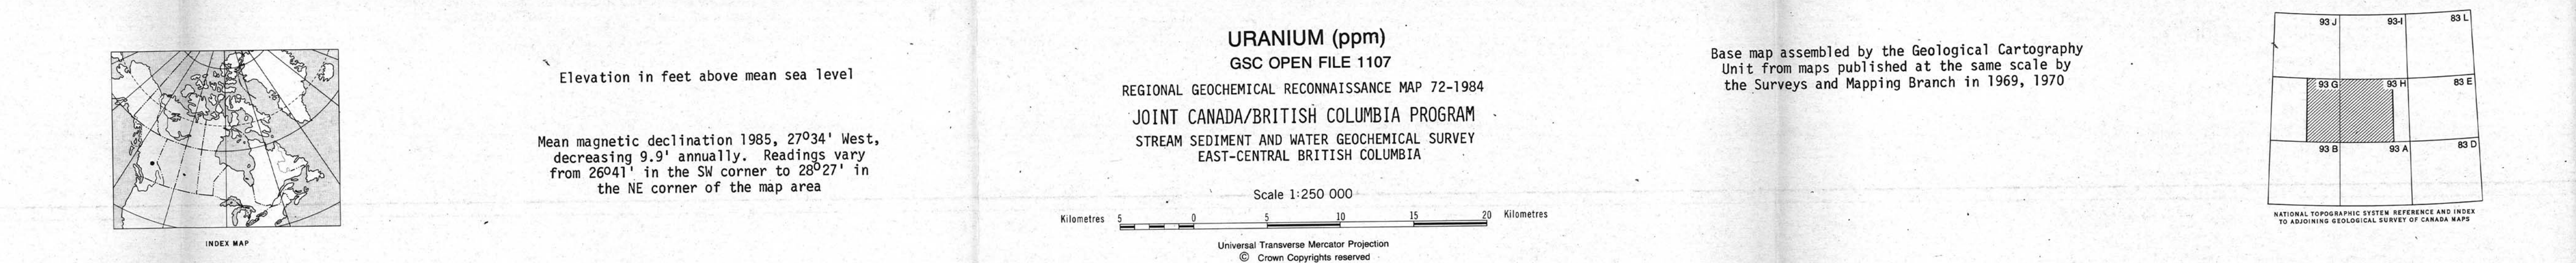 INDEX MAP
Elevation in feet above mean sea level
Mean magnetic declination 1985, 27°34' West,
decreasing 9.9' annually. Readings vary
from 26°41' in the SW corner to 28°27' in
the NE corner of the map area
URANIUM (ppm)
GSC OPEN FILE 1107
REGIONAL GEOCHEMICAL RECONNAISSANCE MAP 72-1984
JOINT CANADA/BRITISH COLUMBIA PROGRAM
STREAM SEDIMENT AND WATER GEOCHEMICAL SURVEY
EAST-CENTRAL BRITISH COLUMBIA
Scale 1:250 000
Kilometres 5 0 5 10 15 20 Kilometres
Universal Transverse Mercator Projection
© Crown Copyrights reserved
Base map assembled by the Geological Cartography
Unit from maps published at the same scale by
the Surveys and Mapping Branch in 1969, 1970
93 J 93-I 83 L
93 G 93 H 83 E
93 B 93 A 83 D
NATIONAL TOPOGRAPHIC SYSTEM REFERENCE AND INDEX
TO ADJOINING GEOLOGICAL SURVEY OF CANADA MAPS